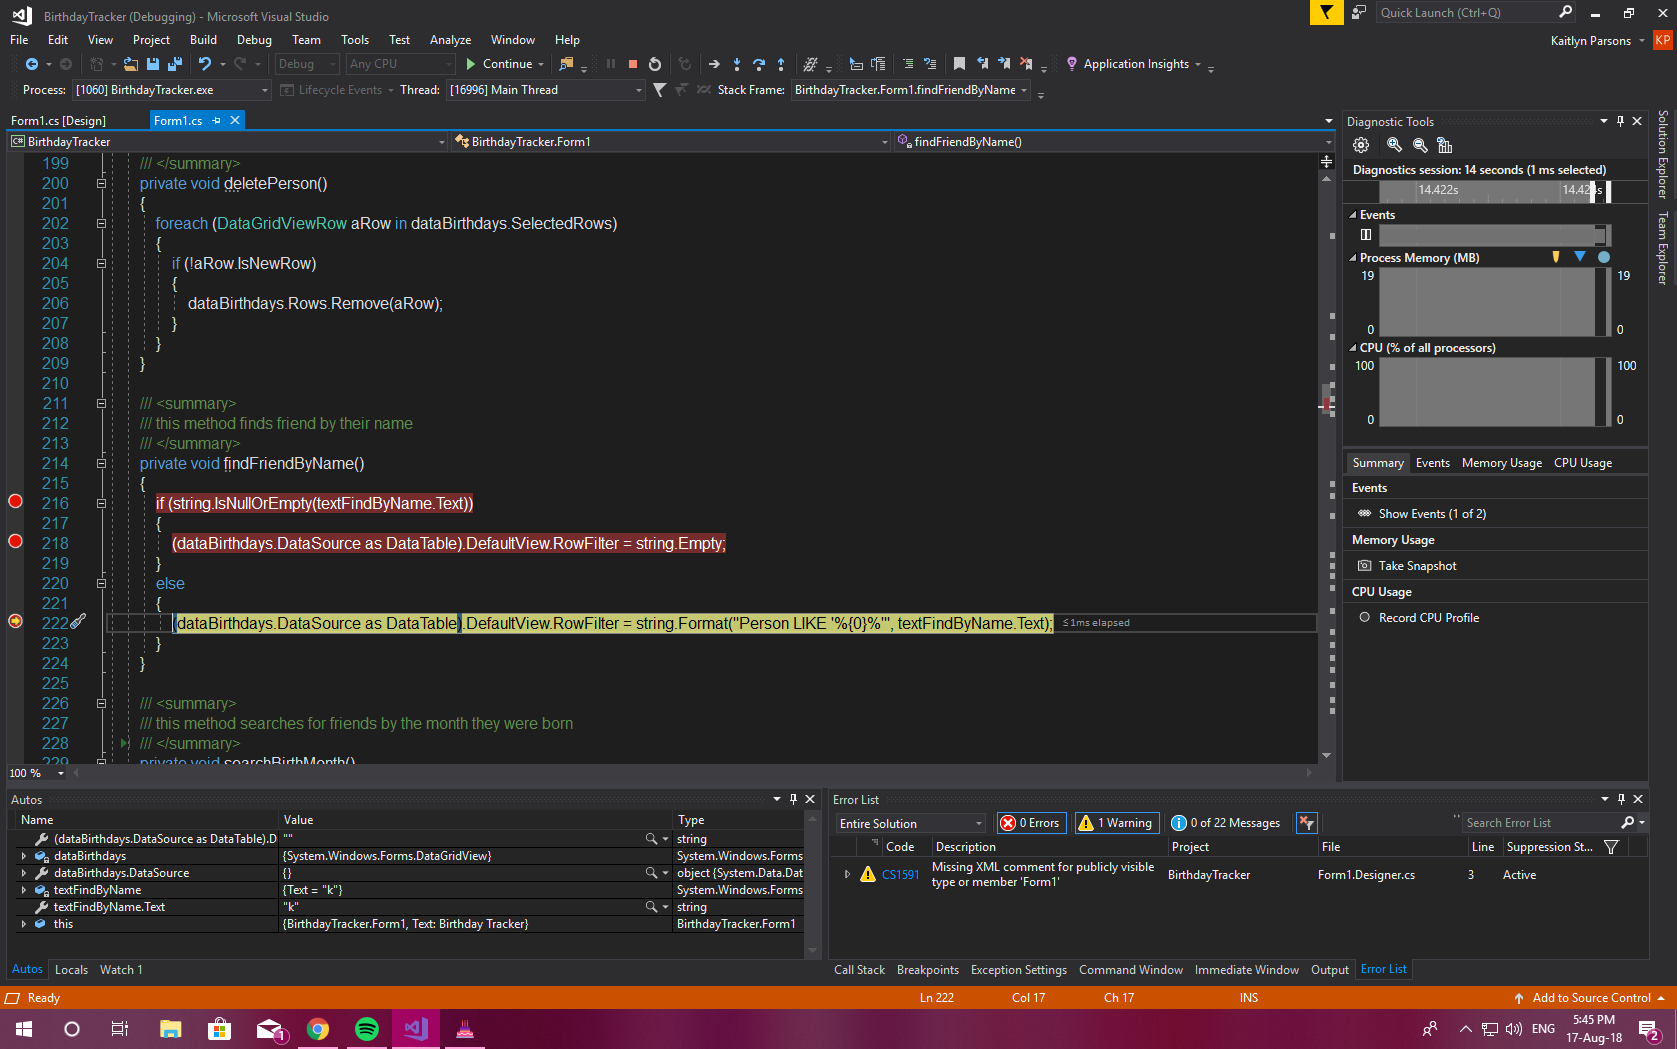 BirthdayTracker (Debugging) - Microsoft Visual Studio
Quick Launch (Ctrl+Q)
File Edit View Project Build Debug Team Tools Test Analyze Window Help
Kaitlyn Parsons KP
Debug Any CPU Continue Application Insights
Process: [1060] BirthdayTracker.exe Lifecycle Events Thread: [16996] Main Thread Stack Frame: BirthdayTracker.Form1.findFriendByName
Form1.cs [Design] Form1.cs
C# BirthdayTracker BirthdayTracker.Form1 findFriendByName()
199 /// </summary>
200 private void deletePerson()
201 {
202 foreach (DataGridViewRow aRow in dataBirthdays.SelectedRows)
203 {
204 if (!aRow.IsNewRow)
205 {
206 dataBirthdays.Rows.Remove(aRow);
207 }
208 }
209 }
210
211 /// <summary>
212 /// this method finds friend by their name
213 /// </summary>
214 private void findFriendByName()
215 {
216 if (string.IsNullOrEmpty(textFindByName.Text))
217 {
218 (dataBirthdays.DataSource as DataTable).DefaultView.RowFilter = string.Empty;
219 }
220 else
221 {
222 (dataBirthdays.DataSource as DataTable).DefaultView.RowFilter = string.Format("Person LIKE '%{0}%'", textFindByName.Text); ≤1ms elapsed
223 }
224 }
225
226 /// <summary>
227 /// this method searches for friends by the month they were born
228 /// </summary>
229 private void searchBirthMonth()
100 %
Diagnostic Tools
Diagnostics session: 14 seconds (1 ms selected)
14.422s 14.424s
Events
Process Memory (MB)
19 19
0 0
CPU (% of all processors)
100 100
0 0
Summary Events Memory Usage CPU Usage
Events
Show Events (1 of 2)
Memory Usage
Take Snapshot
CPU Usage
Record CPU Profile
Solution Explorer
Team Explorer
Autos
Name Value Type
(dataBirthdays.DataSource as DataTable).D "" string
dataBirthdays {System.Windows.Forms.DataGridView} System.Windows.Forms
dataBirthdays.DataSource {} object {System.Data.Dat
textFindByName {Text = "k"} System.Windows.Forms
textFindByName.Text "k" string
this {BirthdayTracker.Form1, Text: Birthday Tracker} BirthdayTracker.Form1
Autos Locals Watch 1
Error List
Entire Solution 0 Errors 1 Warning 0 of 22 Messages Search Error List
Code Description Project File Line Suppression St...
CS1591 Missing XML comment for publicly visible type or member 'Form1' BirthdayTracker Form1.Designer.cs 3 Active
Call Stack Breakpoints Exception Settings Command Window Immediate Window Output Error List
Ready Ln 222 Col 17 Ch 17 INS Add to Source Control
1
ENG
5:45 PM
17-Aug-18
2